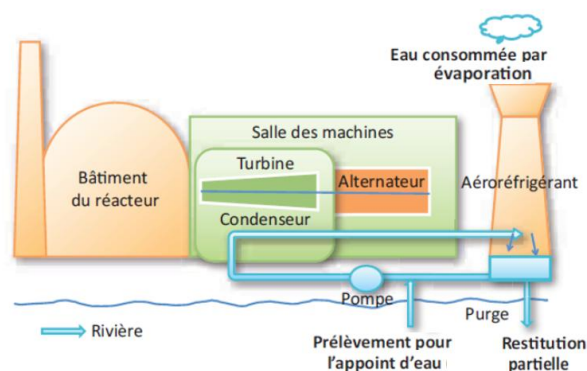 Eau consommée par
évaporation
Salle des machines
Turbine
Bâtiment
du réacteur
Alternateur
Aéroréfrigérant
Condenseur
Pompe
Purge
Rivière
Prélèvement pour
l'appoint d'eau
Restitution
partielle